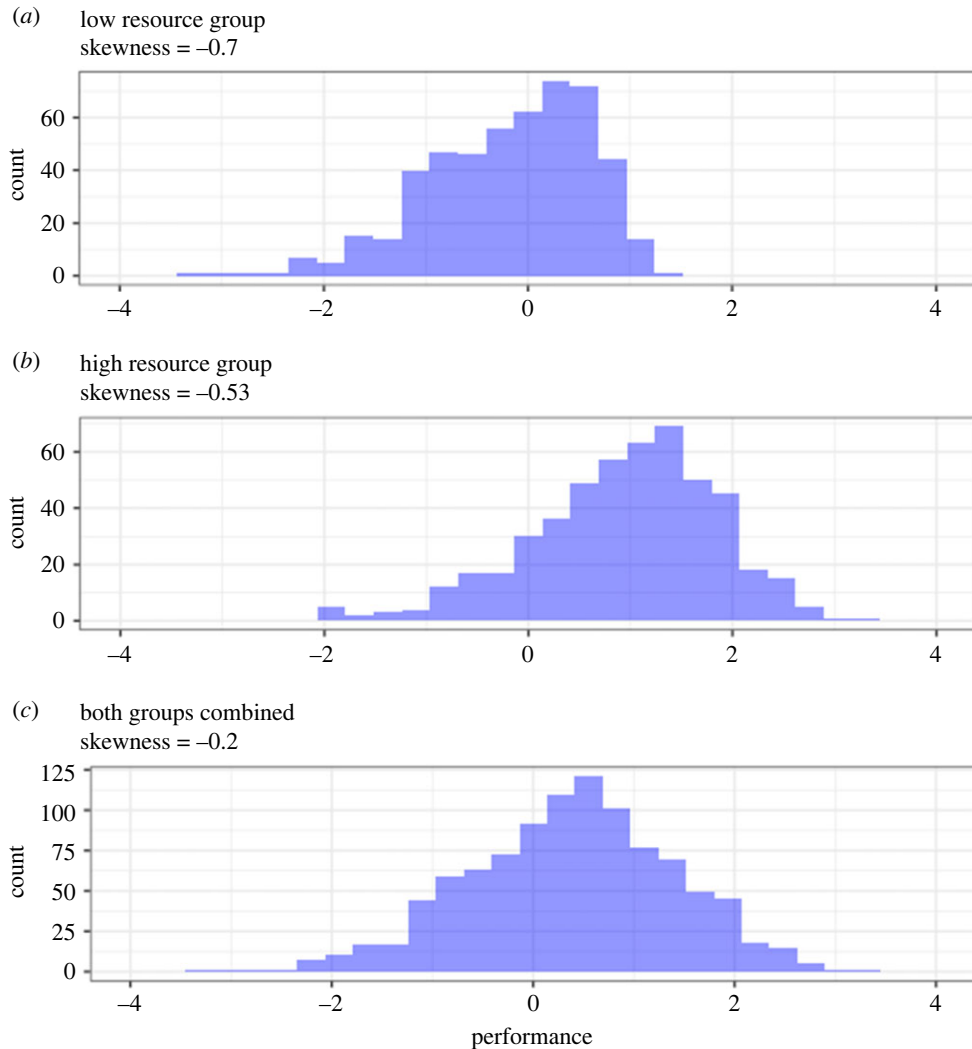 (a) low resource group
skewness = –0.7
60
40
20
0
count
–4 –2 0 2 4
(b) high resource group
skewness = –0.53
60
40
20
0
count
–4 –2 0 2 4
(c) both groups combined
skewness = –0.2
125
100
75
50
25
0
count
–4 –2 0 2 4
performance